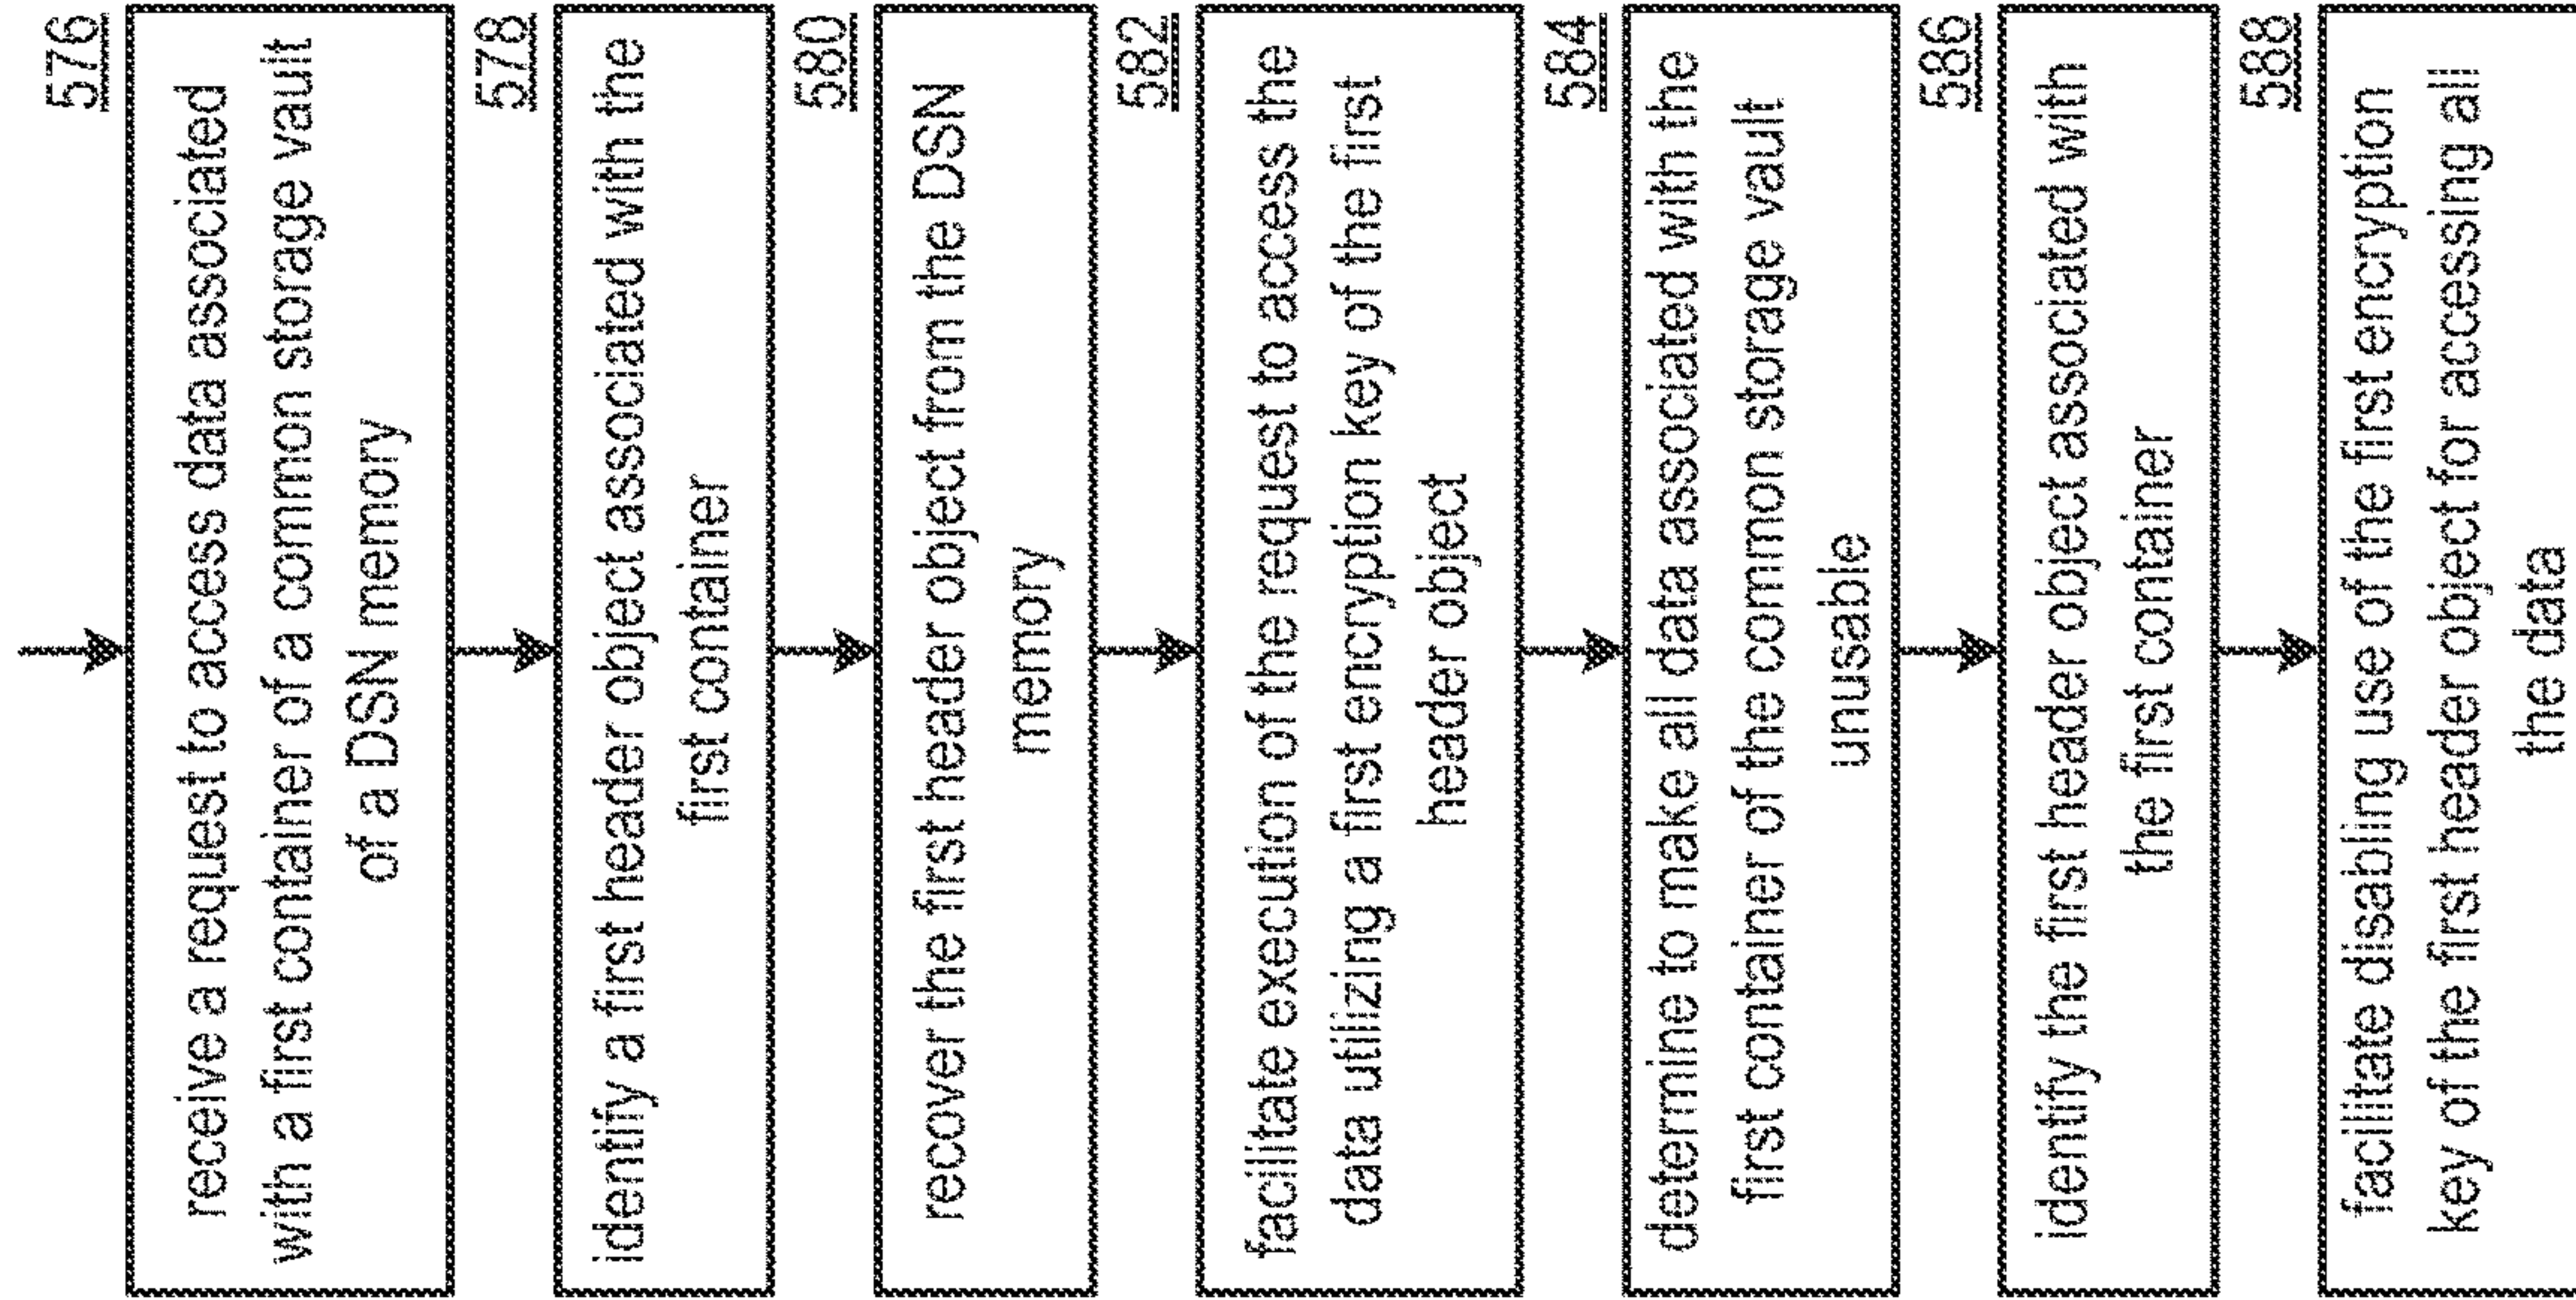 576
receive a request to access data associated
with a first container of a common storage vault
of a DSN memory
578
identify a first header object associated with the
first container
580
recover the first header object from the DSN
memory
582
facilitate execution of the request to access the
data utilizing a first encryption key of the first
header object
584
determine to make all data associated with the
first container of the common storage vault
unusable
586
identify the first header object associated with
the first container
588
facilitate disabling use of the first encryption
key of the first header object for accessing all
the data